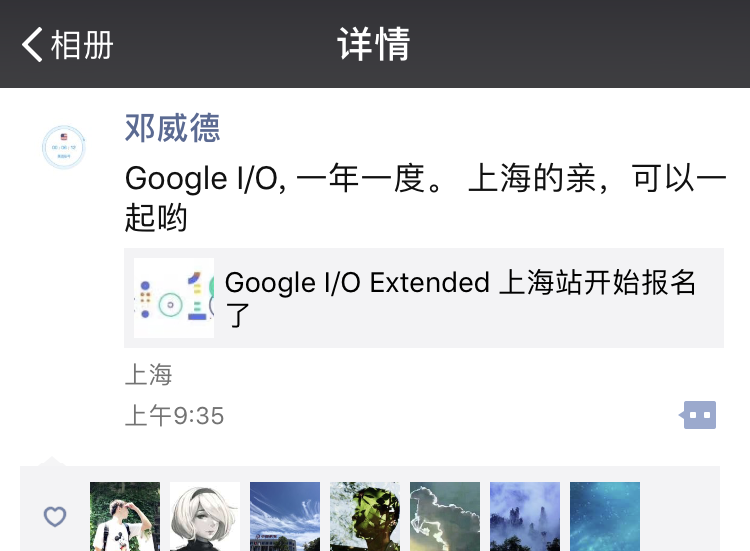 相册
详情
邓威德
Google I/O, 一年一度。 上海的亲，可以一
起哟
Google I/O Extended 上海站开始报名
了
上海
上午9:35